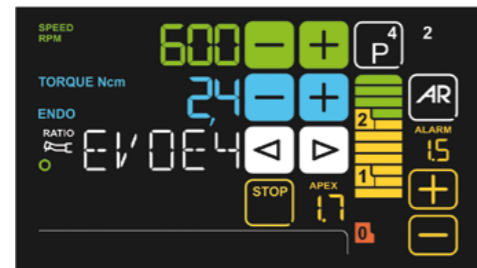 SPEED
RPM
600 − + P4 2
TORQUE Ncm
2,4 − +
ENDO
AR
2
RATIO
EVOE4
ALARM
1.5
STOP
APEX
1.7
1
+
0
−